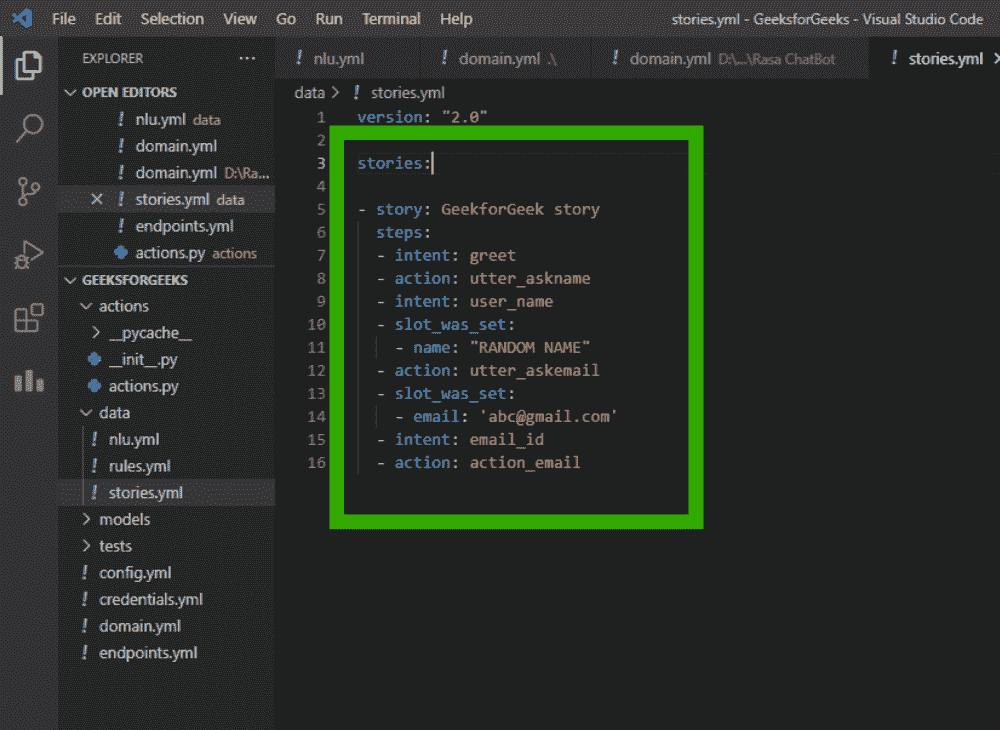 File Edit Selection View Go Run Terminal Help stories.yml - GeeksforGeeks - Visual Studio Code
EXPLORER ...
! nlu.yml ! domain.yml .\ ! domain.yml D:\...\Rasa ChatBot ! stories.yml
OPEN EDITORS
! nlu.yml data
! domain.yml
! domain.yml D:\Ra...
! stories.yml data
! endpoints.yml
actions.py actions
GEEKSFORGEEKS
actions
__pycache__
__init__.py
actions.py
data
! nlu.yml
! rules.yml
! stories.yml
models
tests
! config.yml
! credentials.yml
! domain.yml
! endpoints.yml
data > ! stories.yml
1 version: "2.0"
2
3 stories:
4
5 - story: GeekforGeek story
6 steps:
7 - intent: greet
8 - action: utter_askname
9 - intent: user_name
10 - slot_was_set:
11 - name: "RANDOM NAME"
12 - action: utter_askemail
13 - slot_was_set:
14 - email: 'abc@gmail.com'
15 - intent: email_id
16 - action: action_email